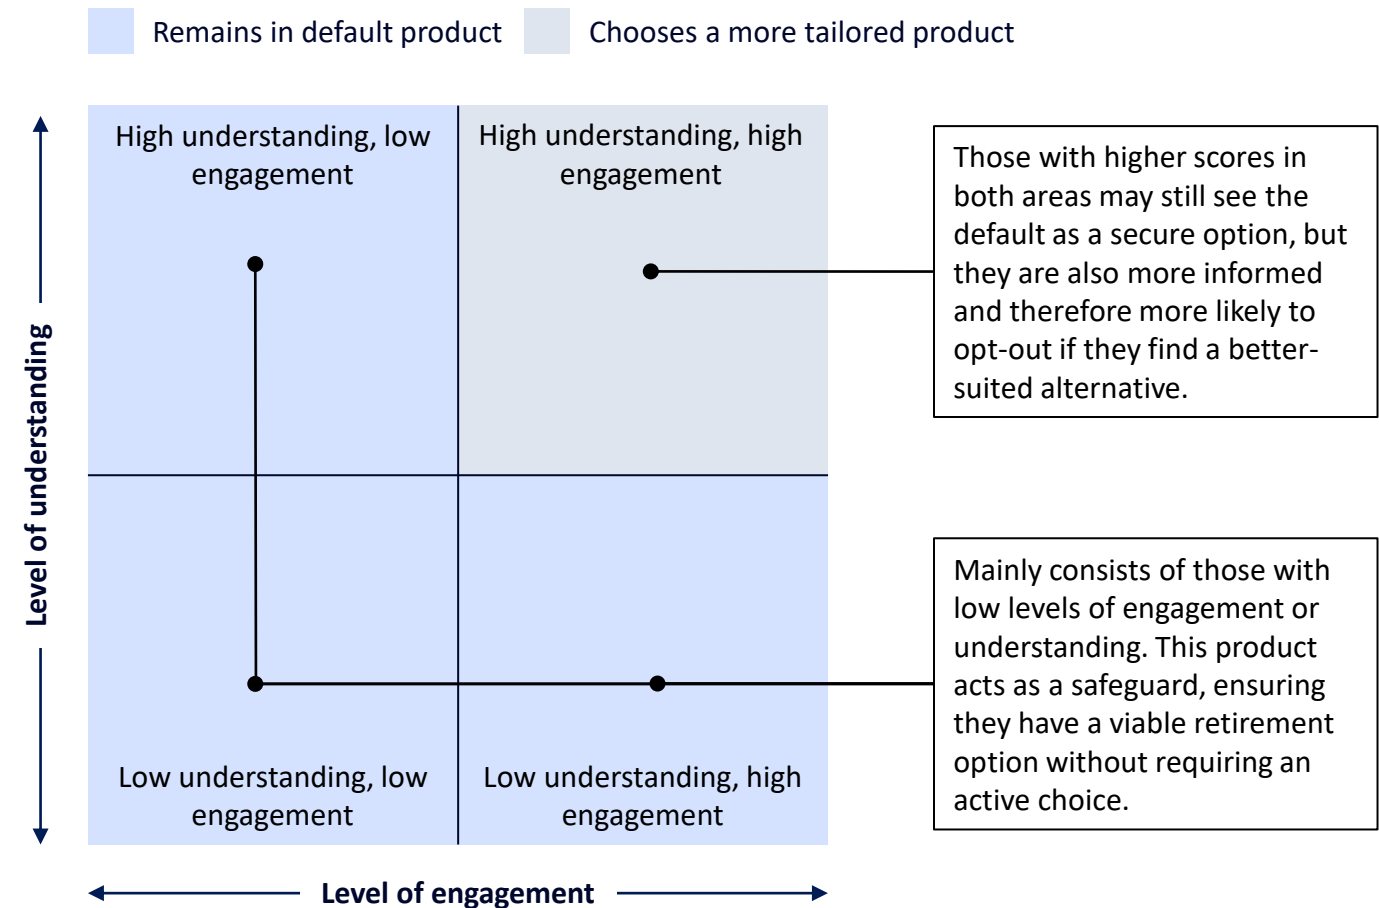 Remains in default product
Chooses a more tailored product
Level of understanding
High understanding, low
engagement
High understanding, high
engagement
Those with higher scores in
both areas may still see the
default as a secure option, but
they are also more informed
and therefore more likely to
opt-out if they find a better-
suited alternative.
Low understanding, low
engagement
Low understanding, high
engagement
Mainly consists of those with
low levels of engagement or
understanding. This product
acts as a safeguard, ensuring
they have a viable retirement
option without requiring an
active choice.
Level of engagement